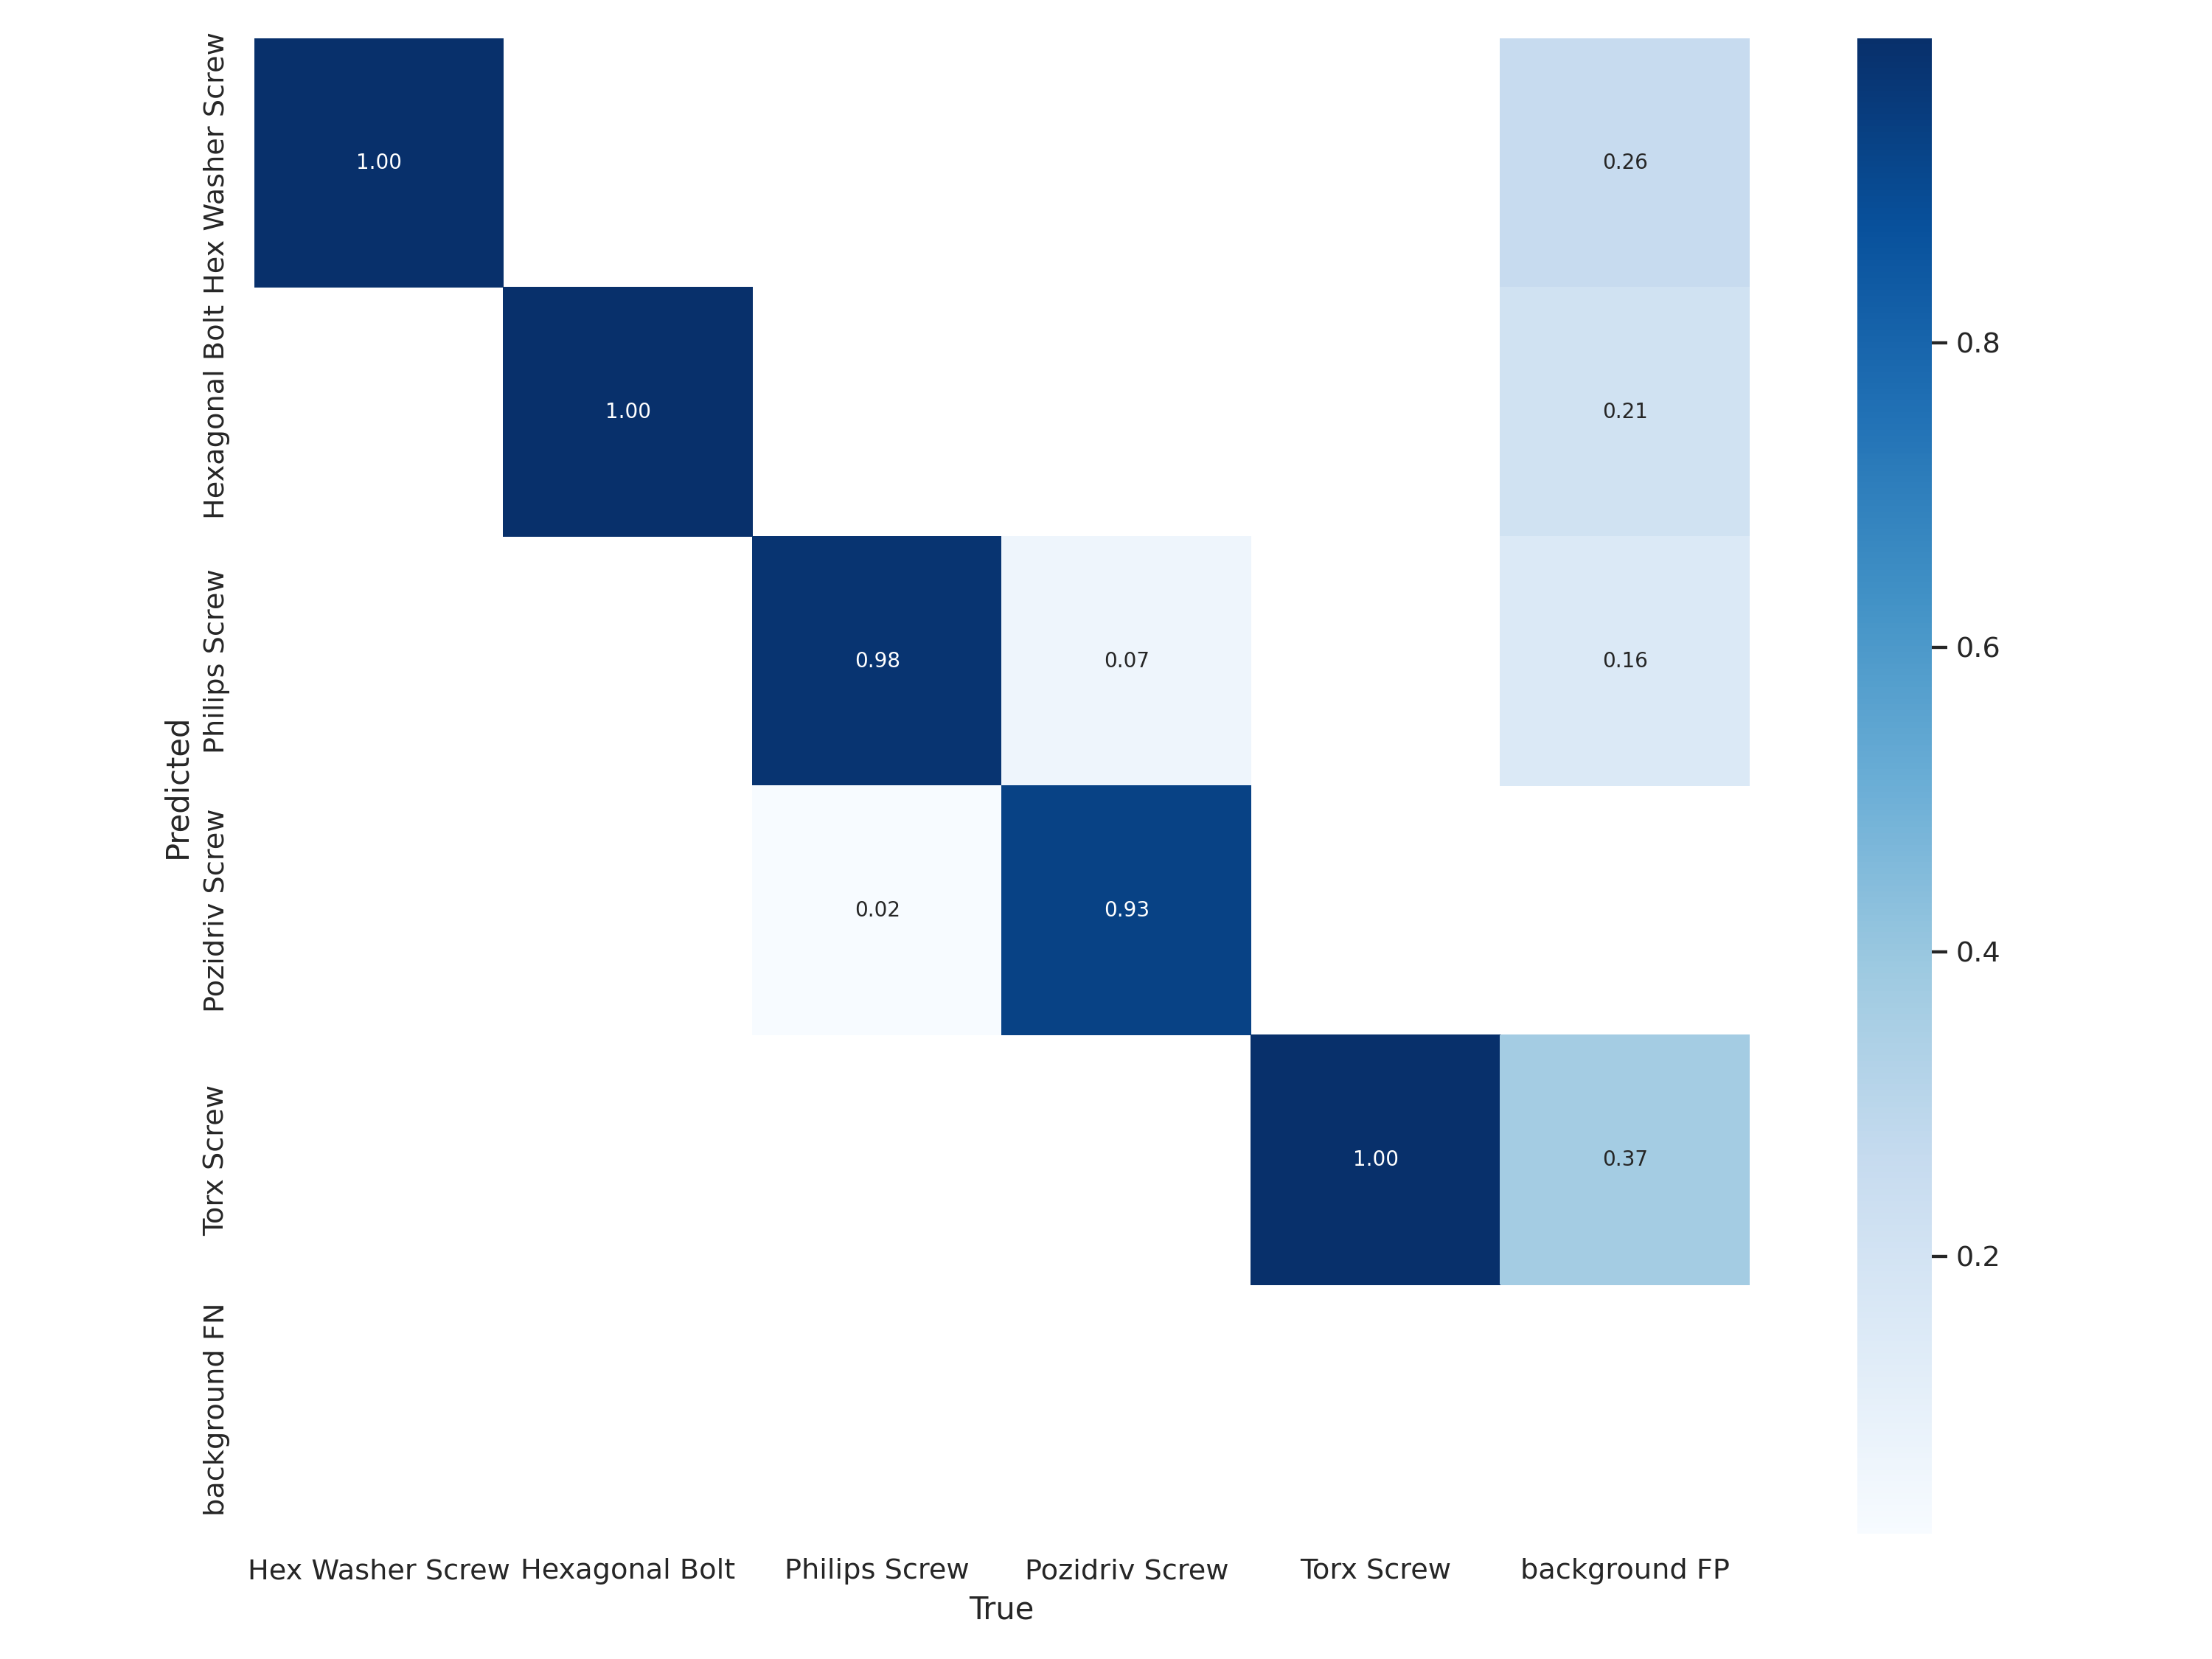 Predicted
Hex Washer Screw
1.00
0.26
Hexagonal Bolt
1.00
0.21
Philips Screw
0.98
0.07
0.16
Pozidriv Screw
0.02
0.93
Torx Screw
1.00
0.37
background FN
Hex Washer Screw
Hexagonal Bolt
Philips Screw
Pozidriv Screw
Torx Screw
background FP
True
0.8
0.6
0.4
0.2